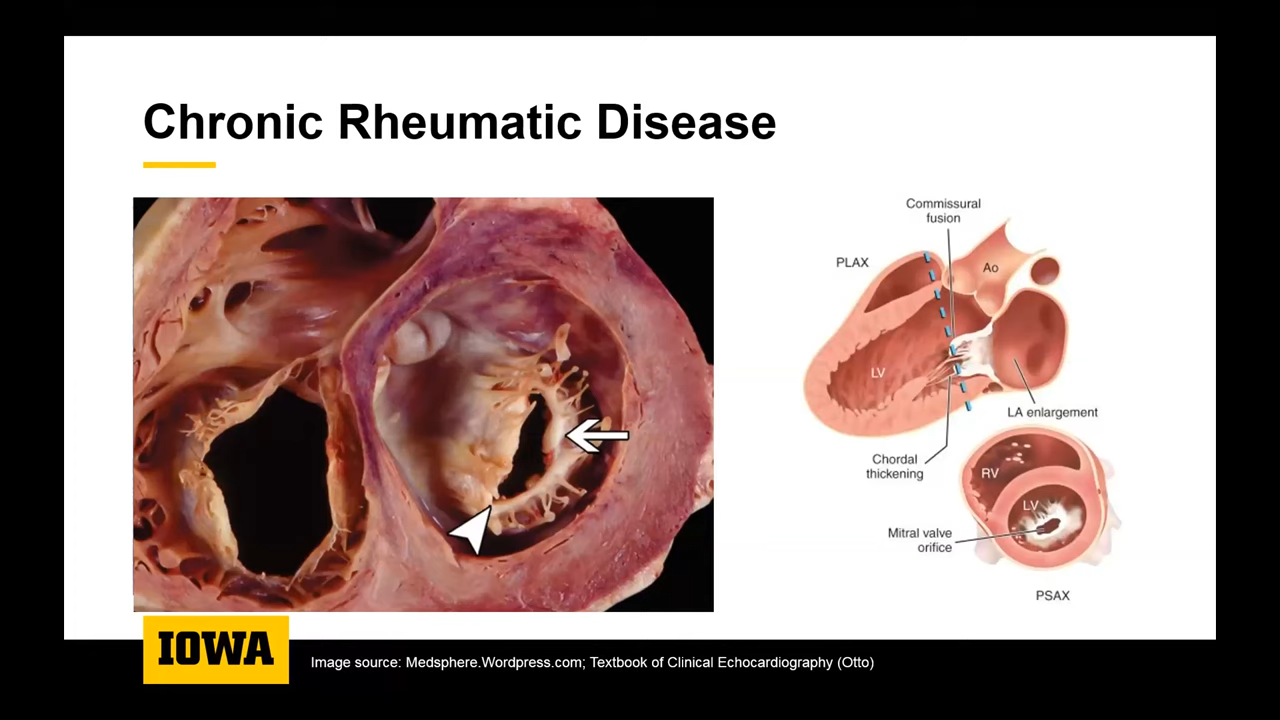 Chronic Rheumatic Disease
Commissural
fusion
PLAX
Ao
LV
LA enlargement
Chordal
thickening
RV
LV
Mitral valve
orifice
PSAX
IOWA
Image source: Medsphere.Wordpress.com; Textbook of Clinical Echocardiography (Otto)